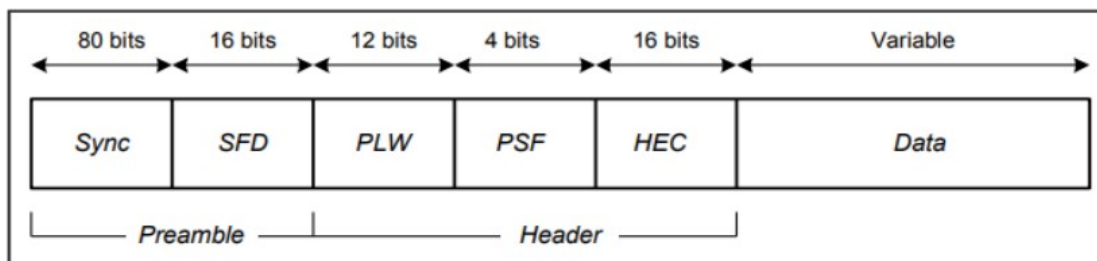 80 bits 16 bits 12 bits 4 bits 16 bits Variable
Sync SFD PLW PSF HEC Data
Preamble Header